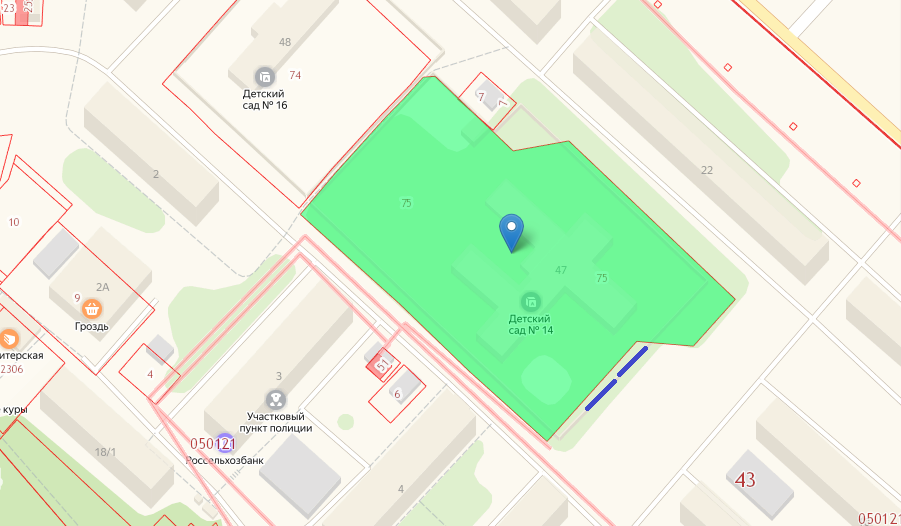 23
25
48
74
Детский
сад № 16
7
7
2
22
10
75
47
75
2А
9
Гроздь
Детский
сад № 14
итерская
2306
4
3
51
6
куры
Участковый
пункт полиции
050121
Россельхозбанк
18/1
4
43
050121